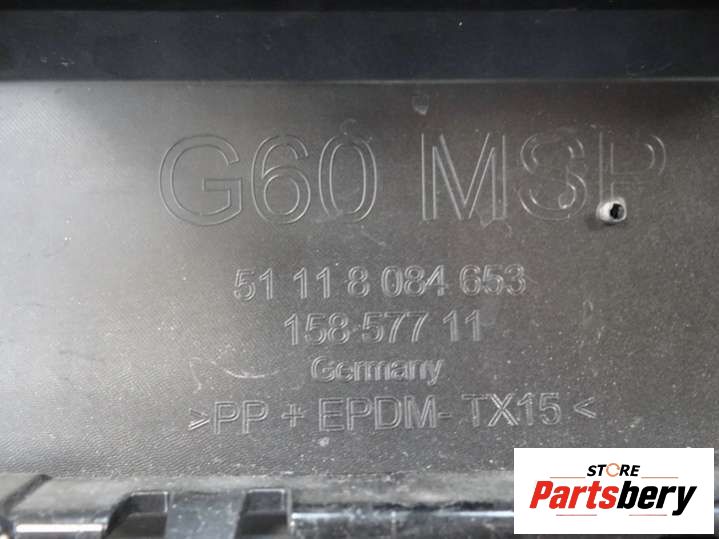 G60 MSP
51 11 8 084 653
158 577 11
Germany
>PP + EPDM- TX15<
STORE
Partsbery